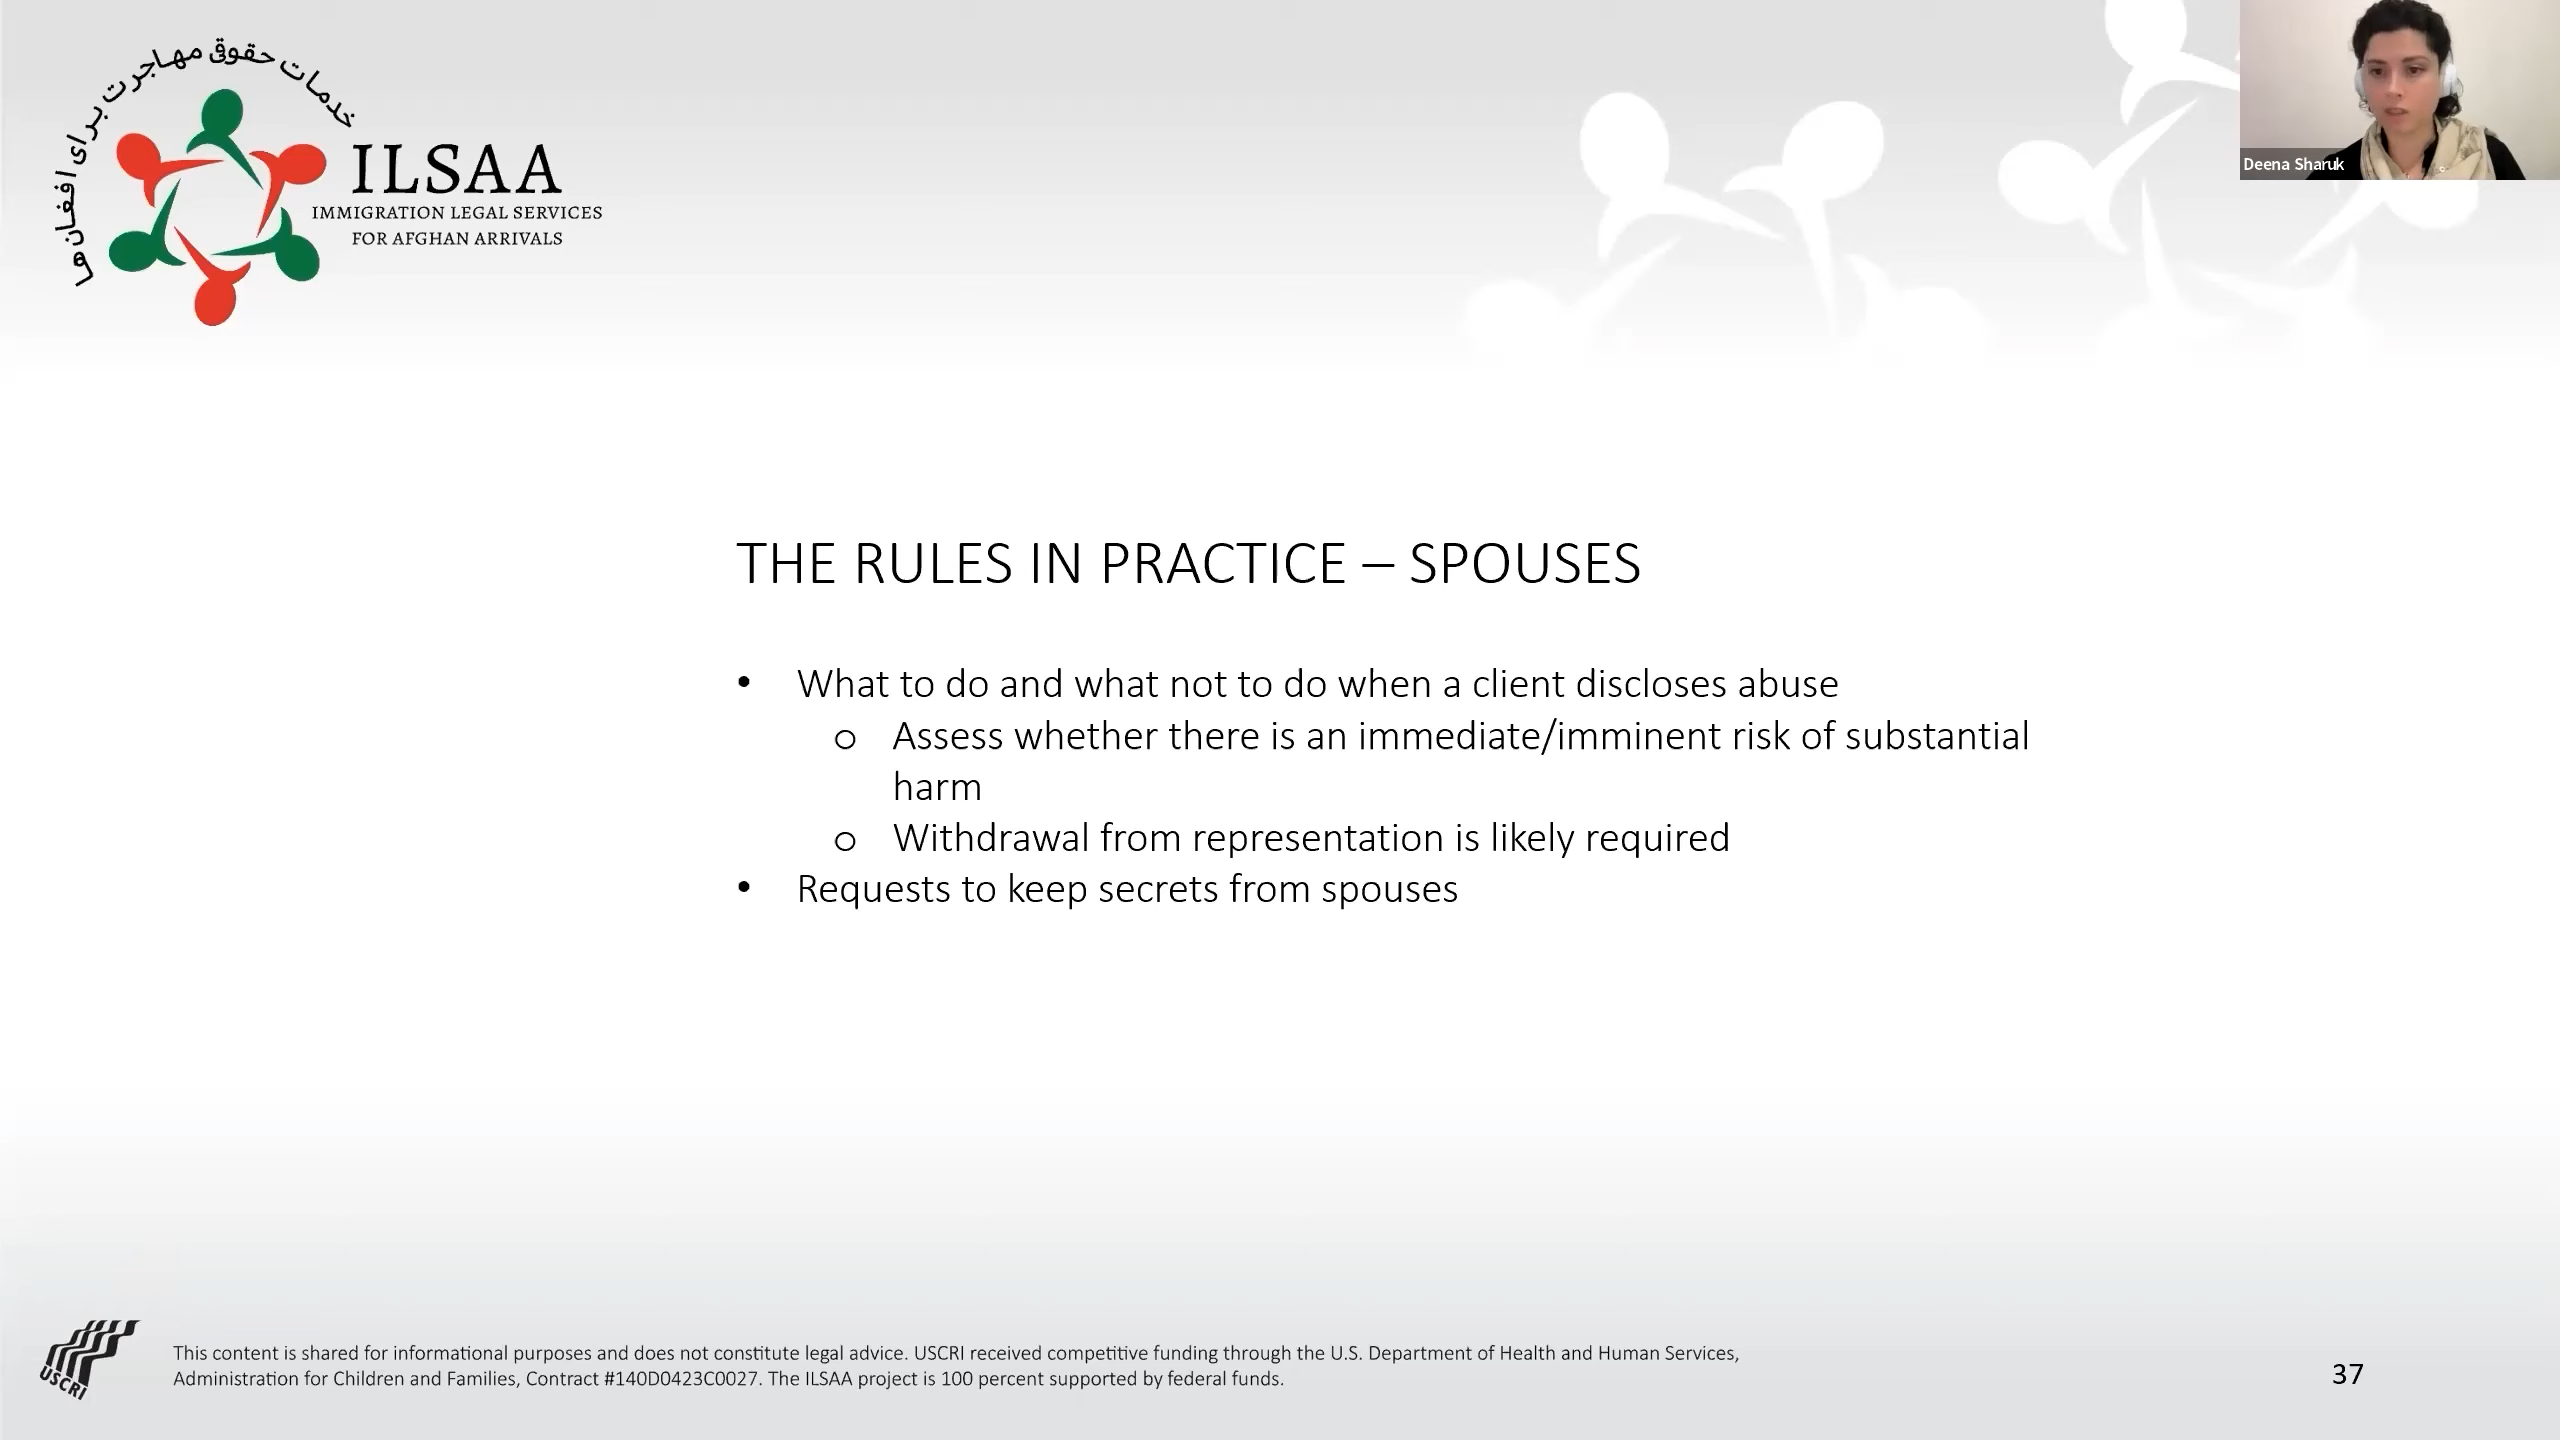 خدمات حقوقی مهاجرت برای افغان‌ها
ILSAA
IMMIGRATION LEGAL SERVICES
FOR AFGHAN ARRIVALS
Deena Sharuk
THE RULES IN PRACTICE – SPOUSES
• What to do and what not to do when a client discloses abuse
o Assess whether there is an immediate/imminent risk of substantial
harm
o Withdrawal from representation is likely required
• Requests to keep secrets from spouses
USCRI
This content is shared for informational purposes and does not constitute legal advice. USCRI received competitive funding through the U.S. Department of Health and Human Services,
Administration for Children and Families, Contract #140D0423C0027. The ILSAA project is 100 percent supported by federal funds.
37